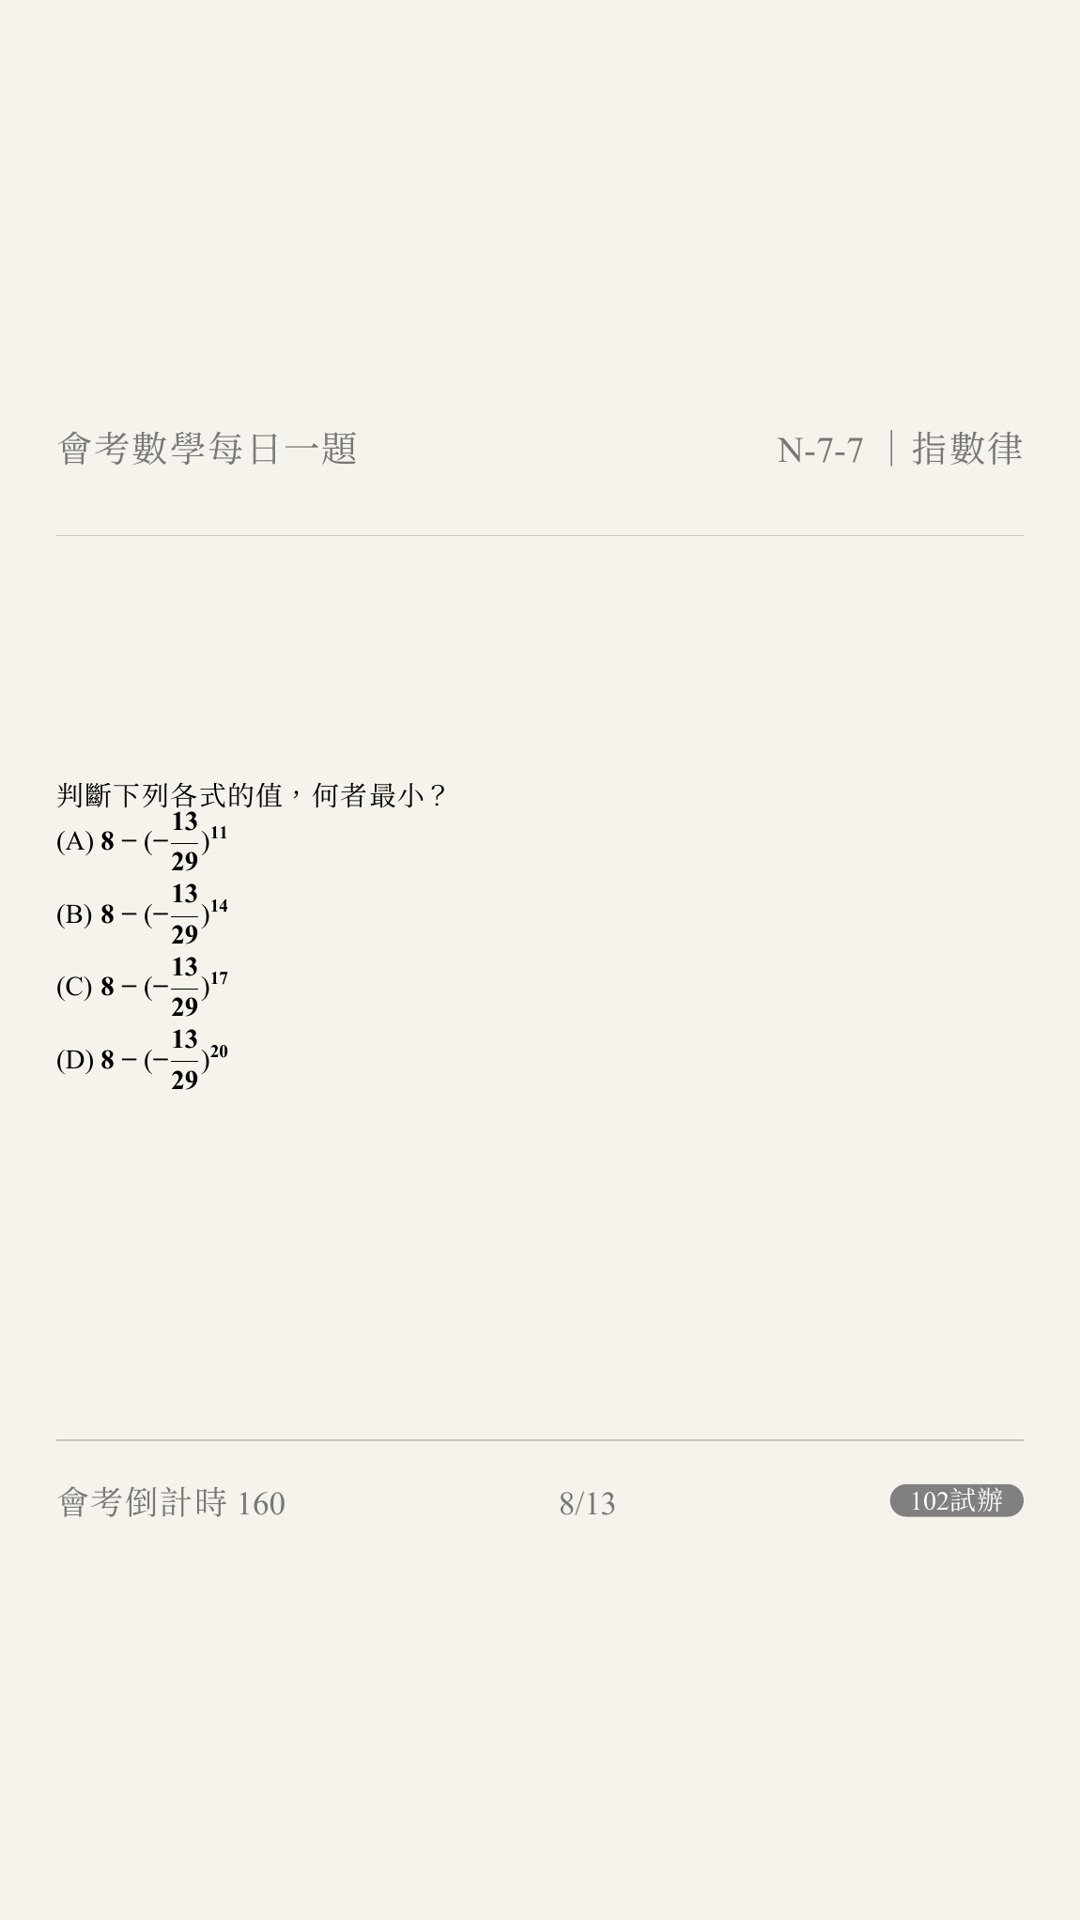 會考數學每日一題
N-7-7｜指數律
判斷下列各式的值，何者最小？
(A) 8 − (−13/29)^11
(B) 8 − (−13/29)^14
(C) 8 − (−13/29)^17
(D) 8 − (−13/29)^20
會考倒計時 160
8/13
102試辦